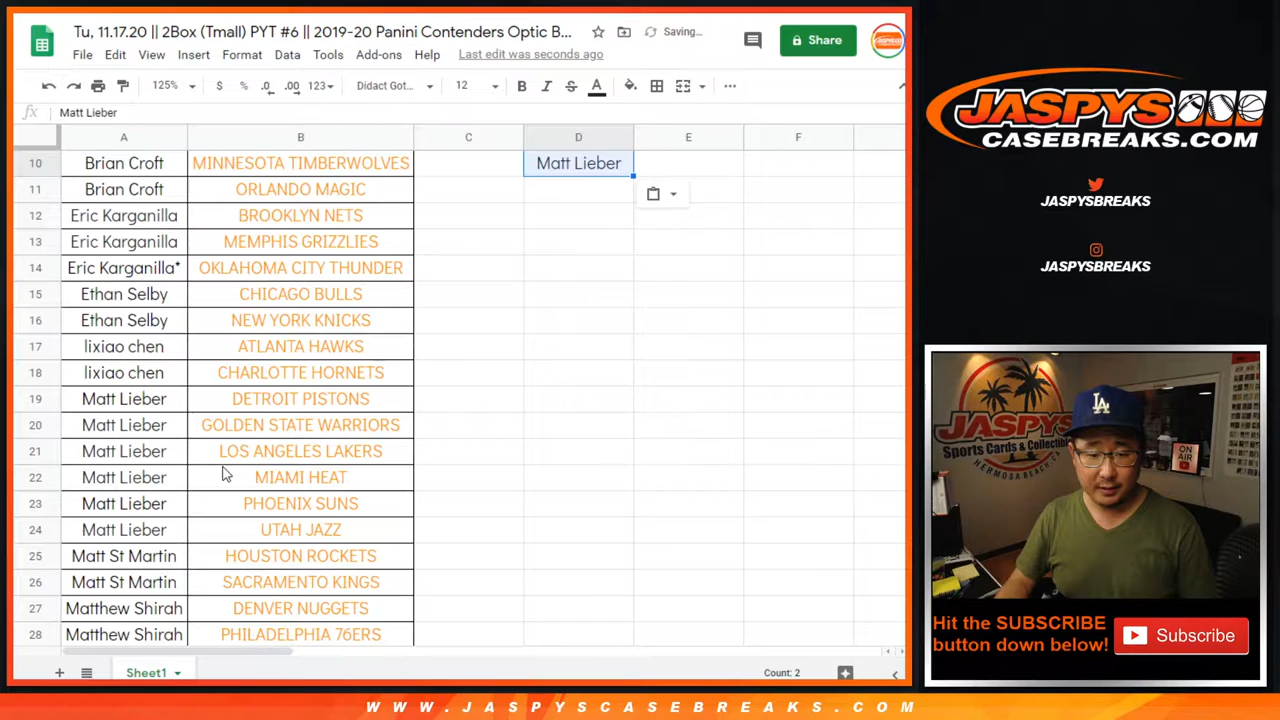 Tu, 11.17.20 || 2Box (Tmall) PYT #6 || 2019-20 Panini Contenders Optic B...
Saving...
File Edit View Insert Format Data Tools Add-ons Help Last edit was seconds ago
Share
125% $ % .0 .00 123 Didact Got... 12 B I S A
fx Matt Lieber
A B C D E F
10 Brian Croft MINNESOTA TIMBERWOLVES Matt Lieber
11 Brian Croft ORLANDO MAGIC
12 Eric Karganilla BROOKLYN NETS
13 Eric Karganilla MEMPHIS GRIZZLIES
14 Eric Karganilla* OKLAHOMA CITY THUNDER
15 Ethan Selby CHICAGO BULLS
16 Ethan Selby NEW YORK KNICKS
17 lixiao chen ATLANTA HAWKS
18 lixiao chen CHARLOTTE HORNETS
19 Matt Lieber DETROIT PISTONS
20 Matt Lieber GOLDEN STATE WARRIORS
21 Matt Lieber LOS ANGELES LAKERS
22 Matt Lieber MIAMI HEAT
23 Matt Lieber PHOENIX SUNS
24 Matt Lieber UTAH JAZZ
25 Matt St Martin HOUSTON ROCKETS
26 Matt St Martin SACRAMENTO KINGS
27 Matthew Shirah DENVER NUGGETS
28 Matthew Shirah PHILADELPHIA 76ERS
Sheet1
Count: 2
JASPYS
CASEBREAKS.COM
JASPYSBREAKS
JASPYSBREAKS
JASPYS
Sports Cards & Collectibles
HERMOSA BEACH
ON AIR
LA
Hit the SUBSCRIBE
button down below!
Subscribe
WWW.JASPYSCASEBREAKS.COM